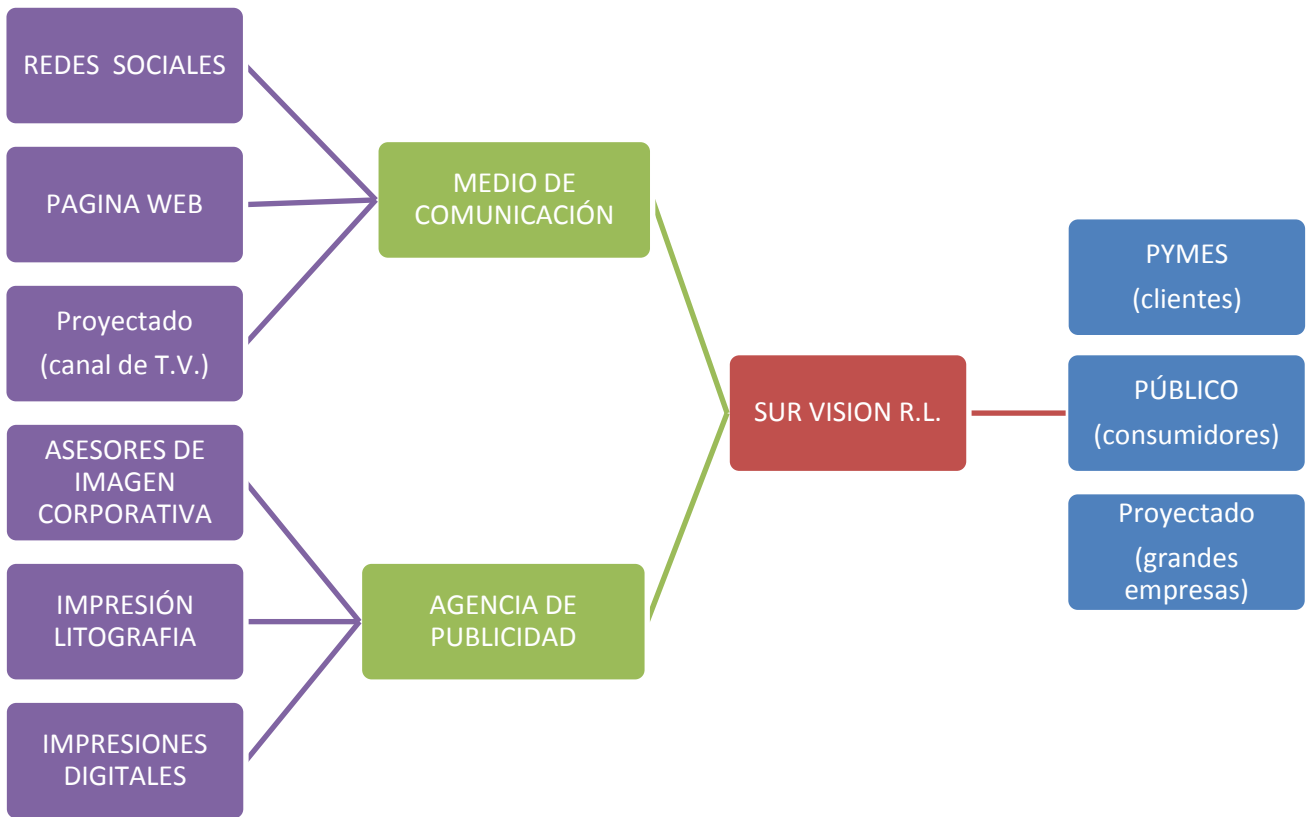 REDES  SOCIALES
PAGINA WEB
Proyectado
(canal de T.V.)
ASESORES DE
IMAGEN
CORPORATIVA
IMPRESIÓN
LITOGRAFIA
IMPRESIONES
DIGITALES
MEDIO DE
COMUNICACIÓN
AGENCIA DE
PUBLICIDAD
SUR VISION R.L.
PYMES
(clientes)
PÚBLICO
(consumidores)
Proyectado
(grandes
empresas)